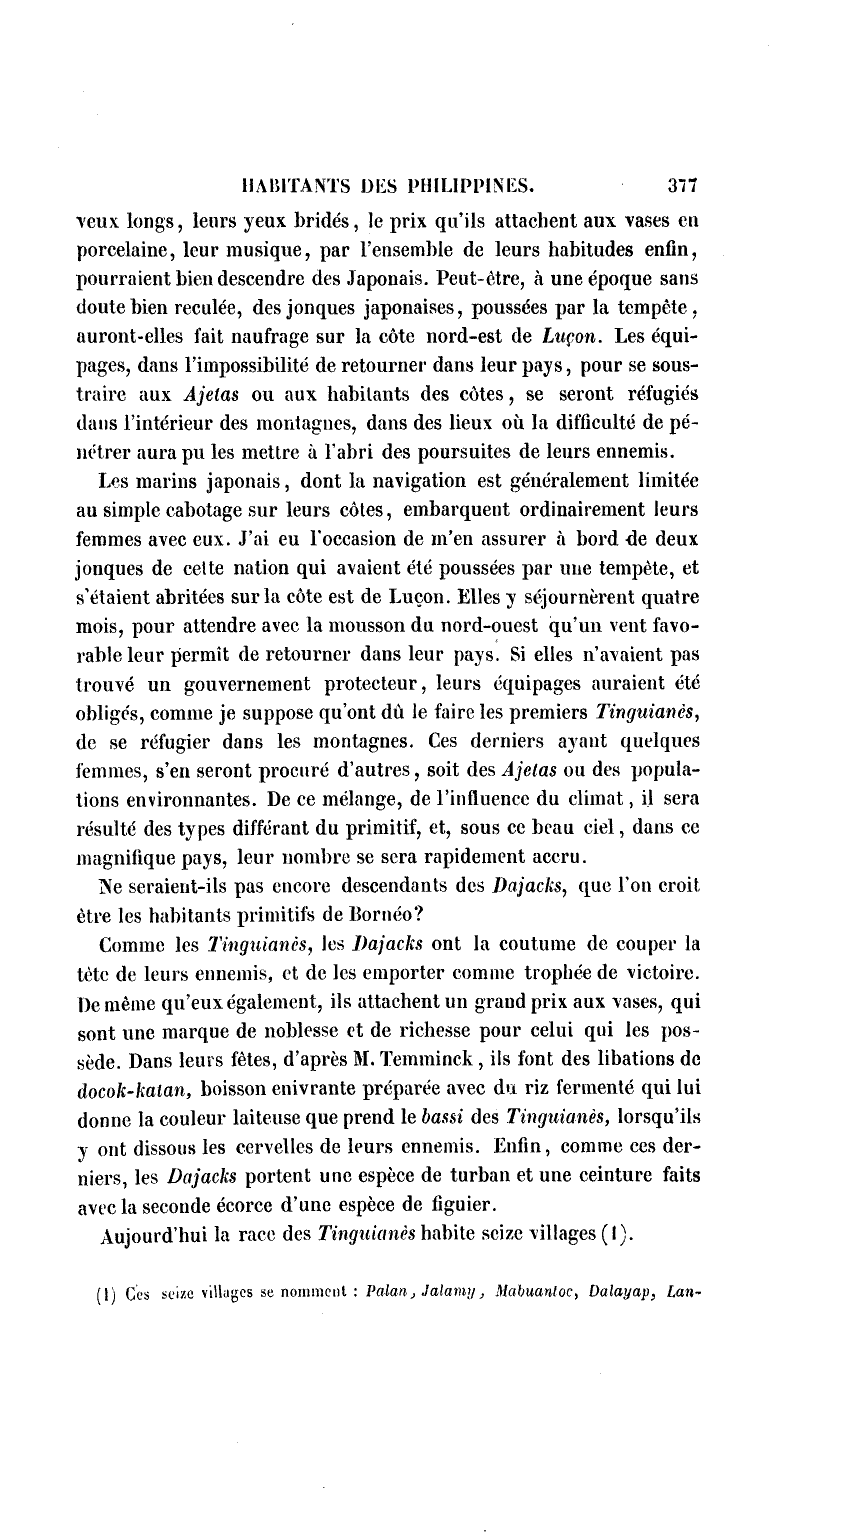 HABITANTS DES PHILIPPINES. 377
veux longs, leurs yeux bridés, le prix qu'ils attachent aux vases en
porcelaine, leur musique, par l'ensemble de leurs habitudes enfin,
pourraient bien descendre des Japonais. Peut-être, à une époque sans
doute bien reculée, des jonques japonaises, poussées par la tempête,
auront-elles fait naufrage sur la côte nord-est de Luçon. Les équi-
pages, dans l'impossibilité de retourner dans leur pays, pour se sous-
traire aux Ajetas ou aux habitants des côtes, se seront réfugiés
dans l'intérieur des montagnes, dans des lieux où la difficulté de pé-
nétrer aura pu les mettre à l'abri des poursuites de leurs ennemis.
Les marins japonais, dont la navigation est généralement limitée
au simple cabotage sur leurs côtes, embarquent ordinairement leurs
femmes avec eux. J'ai eu l'occasion de m'en assurer à bord de deux
jonques de cette nation qui avaient été poussées par une tempête, et
s'étaient abritées sur la côte est de Luçon. Elles y séjournèrent quatre
mois, pour attendre avec la mousson du nord-ouest qu'un vent favo-
rable leur permît de retourner dans leur pays. Si elles n'avaient pas
trouvé un gouvernement protecteur, leurs équipages auraient été
obligés, comme je suppose qu'ont dû le faire les premiers Tinguianès,
de se réfugier dans les montagnes. Ces derniers ayant quelques
femmes, s'en seront procuré d'autres, soit des Ajetas ou des popula-
tions environnantes. De ce mélange, de l'influence du climat, il sera
résulté des types différant du primitif, et, sous ce beau ciel, dans ce
magnifique pays, leur nombre se sera rapidement accru.
Ne seraient-ils pas encore descendants des Dajacks, que l'on croit
être les habitants primitifs de Bornéo?
Comme les Tinguianès, les Dajacks ont la coutume de couper la
tête de leurs ennemis, et de les emporter comme trophée de victoire.
De même qu'eux également, ils attachent un grand prix aux vases, qui
sont une marque de noblesse et de richesse pour celui qui les pos-
sède. Dans leurs fêtes, d'après M. Temminck, ils font des libations de
docok-katan, boisson enivrante préparée avec du riz fermenté qui lui
donne la couleur laiteuse que prend le bassi des Tinguianès, lorsqu'ils
y ont dissous les cervelles de leurs ennemis. Enfin, comme ces der-
niers, les Dajacks portent une espèce de turban et une ceinture faits
avec la seconde écorce d'une espèce de figuier.
Aujourd'hui la race des Tinguianès habite seize villages (1).
(1) Ces seize villages se nomment : Palan, Jalamy, Mabuantoc, Dalayap, Lan-